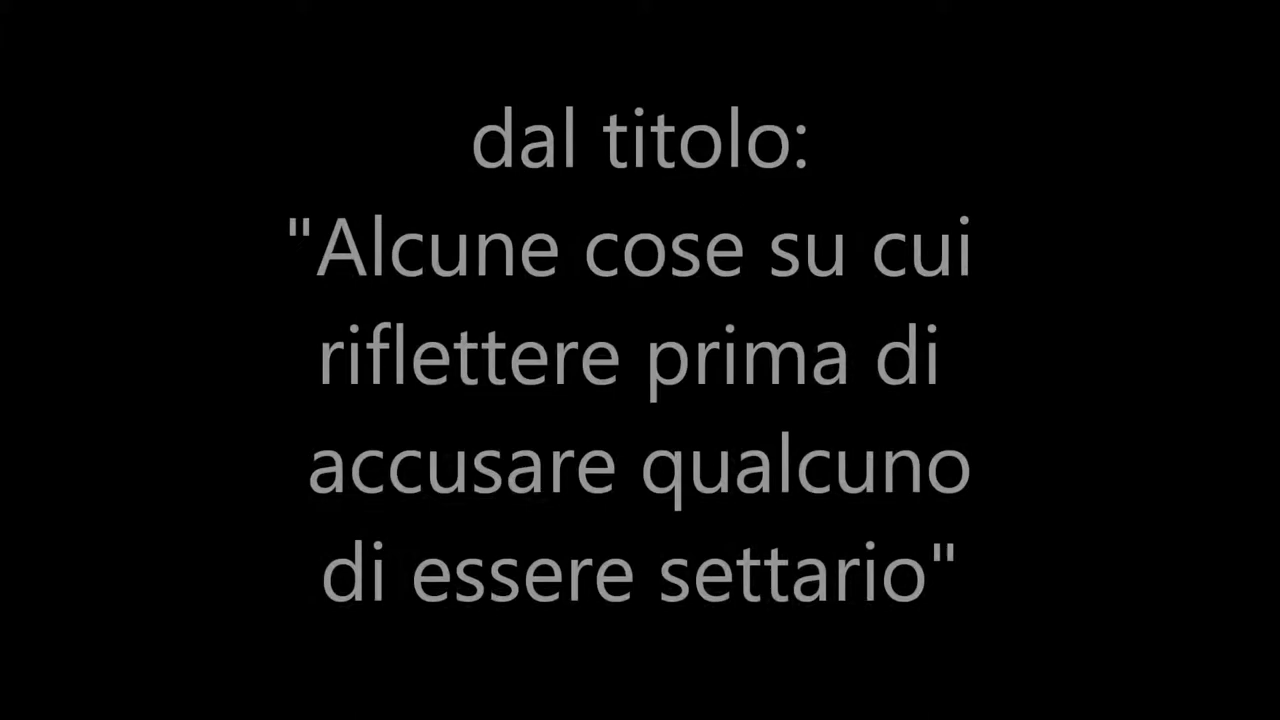 dal titolo:
"Alcune cose su cui
riflettere prima di
accusare qualcuno
di essere settario"